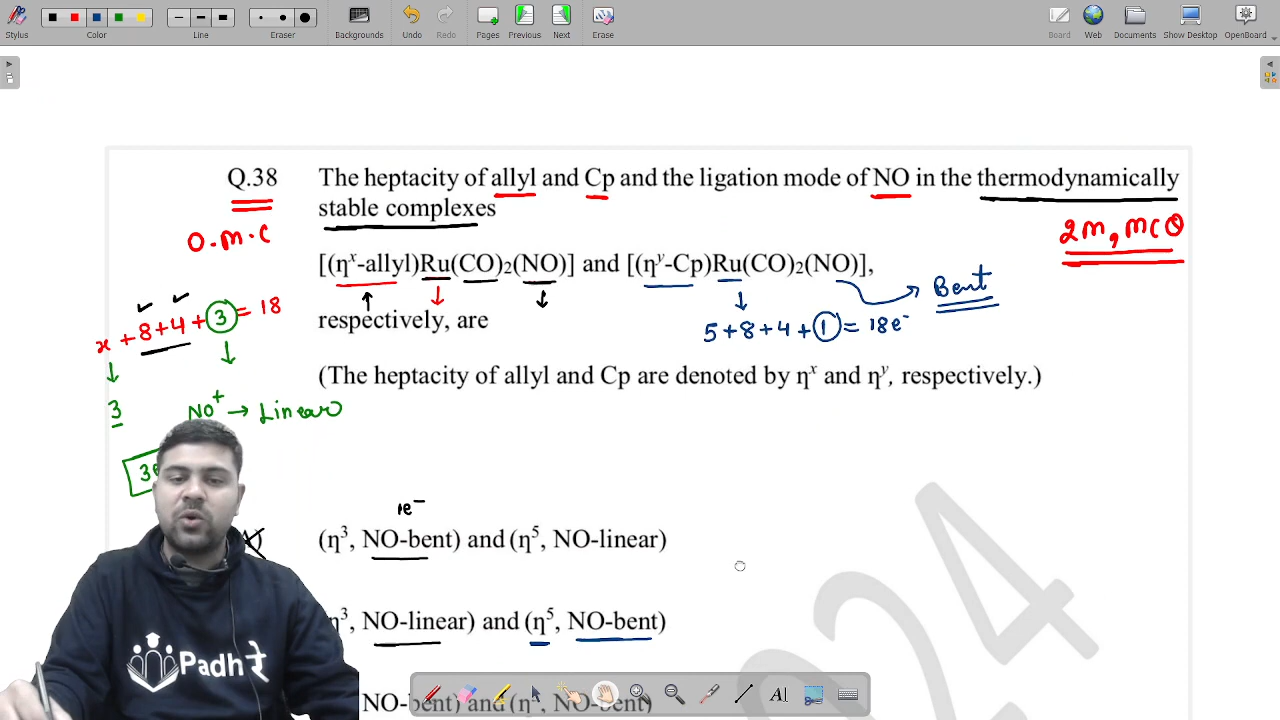 Stylus
Color
Line
Eraser
Backgrounds
Undo
Redo
Pages
Previous
Next
Erase
Board
Web
Documents
Show Desktop
OpenBoard
Q.38 The heptacity of allyl and Cp and the ligation mode of NO in the thermodynamically
stable complexes
O.M.C
2M, MCQ
[(ηˣ-allyl)Ru(CO)₂(NO)] and [(ηʸ-Cp)Ru(CO)₂(NO)],
Bent
x + 8 + 4 + 3 = 18
respectively, are
5 + 8 + 4 + 1 = 18e⁻
(The heptacity of allyl and Cp are denoted by ηˣ and ηʸ, respectively.)
3
NO⁺ → Linear
1e⁻
(η³, NO-bent) and (η⁵, NO-linear)
η³, NO-linear) and (η⁵, NO-bent)
NO-bent) and (η⁵, NO-bent)
Padhरे
24